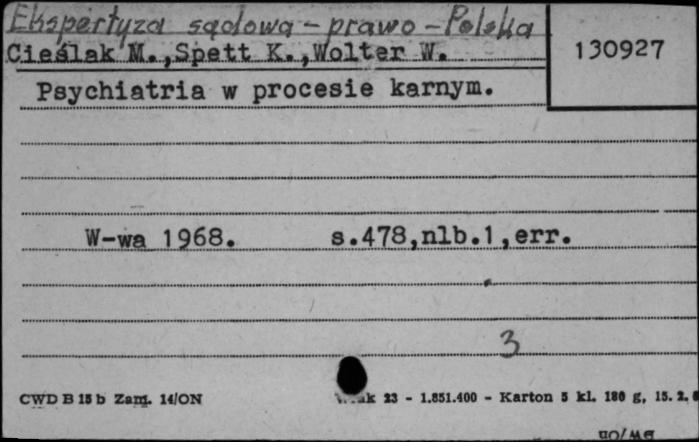 Ekspertyza sądowa - prawo - Polska
Cieślak M.,Spett K.,Wolter W.
130927
Psychiatria w procesie karnym.
W-wa 1968. s.478,nlb.1,err.
3
CWD B 15 b Zam. 14/ON
23 - 1.851.400 - Karton 5 kl. 180 g, 15. 2.